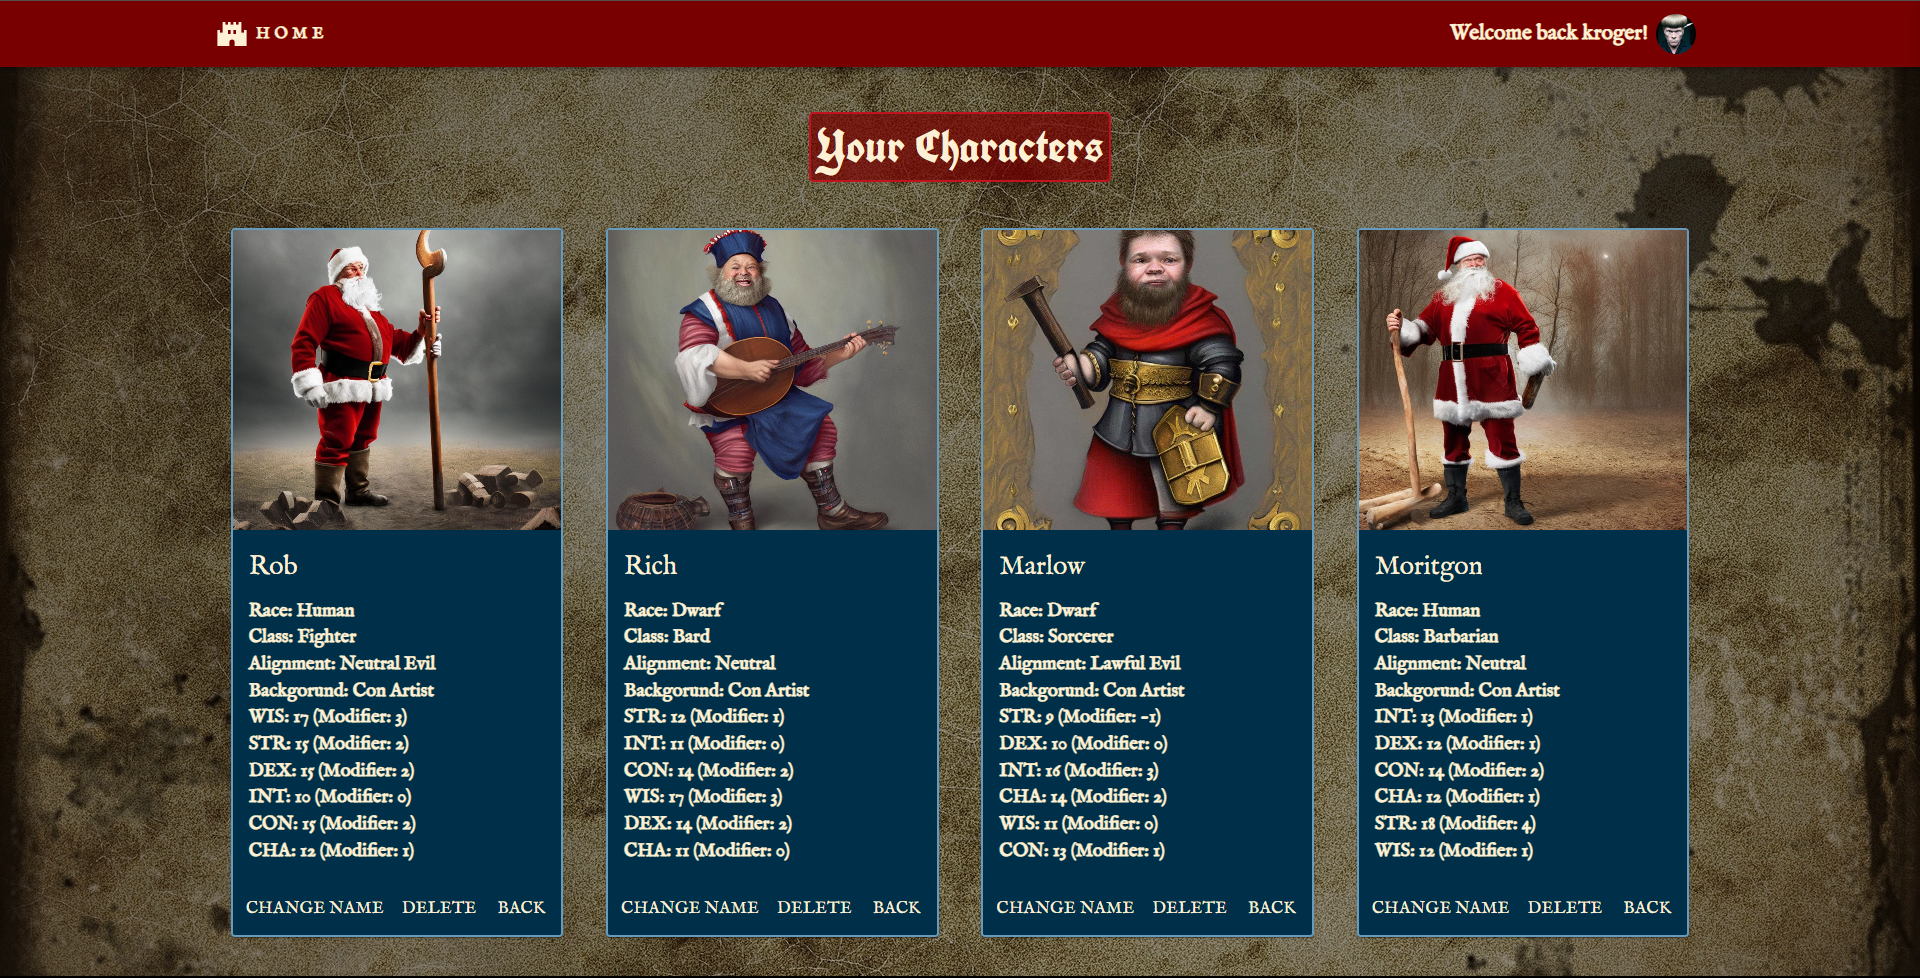 HOME
Welcome back kroger!
Your Characters
Rob
Race: Human
Class: Fighter
Alignment: Neutral Evil
Backgorund: Con Artist
WIS: 17 (Modifier: 3)
STR: 15 (Modifier: 2)
DEX: 15 (Modifier: 2)
INT: 10 (Modifier: 0)
CON: 15 (Modifier: 2)
CHA: 12 (Modifier: 1)
CHANGE NAME DELETE BACK
Rich
Race: Dwarf
Class: Bard
Alignment: Neutral
Backgorund: Con Artist
STR: 12 (Modifier: 1)
INT: 11 (Modifier: 0)
CON: 14 (Modifier: 2)
WIS: 17 (Modifier: 3)
DEX: 14 (Modifier: 2)
CHA: 11 (Modifier: 0)
CHANGE NAME DELETE BACK
Marlow
Race: Dwarf
Class: Sorcerer
Alignment: Lawful Evil
Backgorund: Con Artist
STR: 9 (Modifier: -1)
DEX: 10 (Modifier: 0)
INT: 16 (Modifier: 3)
CHA: 14 (Modifier: 2)
WIS: 11 (Modifier: 0)
CON: 13 (Modifier: 1)
CHANGE NAME DELETE BACK
Moritgon
Race: Human
Class: Barbarian
Alignment: Neutral
Backgorund: Con Artist
INT: 13 (Modifier: 1)
DEX: 12 (Modifier: 1)
CON: 14 (Modifier: 2)
CHA: 12 (Modifier: 1)
STR: 18 (Modifier: 4)
WIS: 12 (Modifier: 1)
CHANGE NAME DELETE BACK